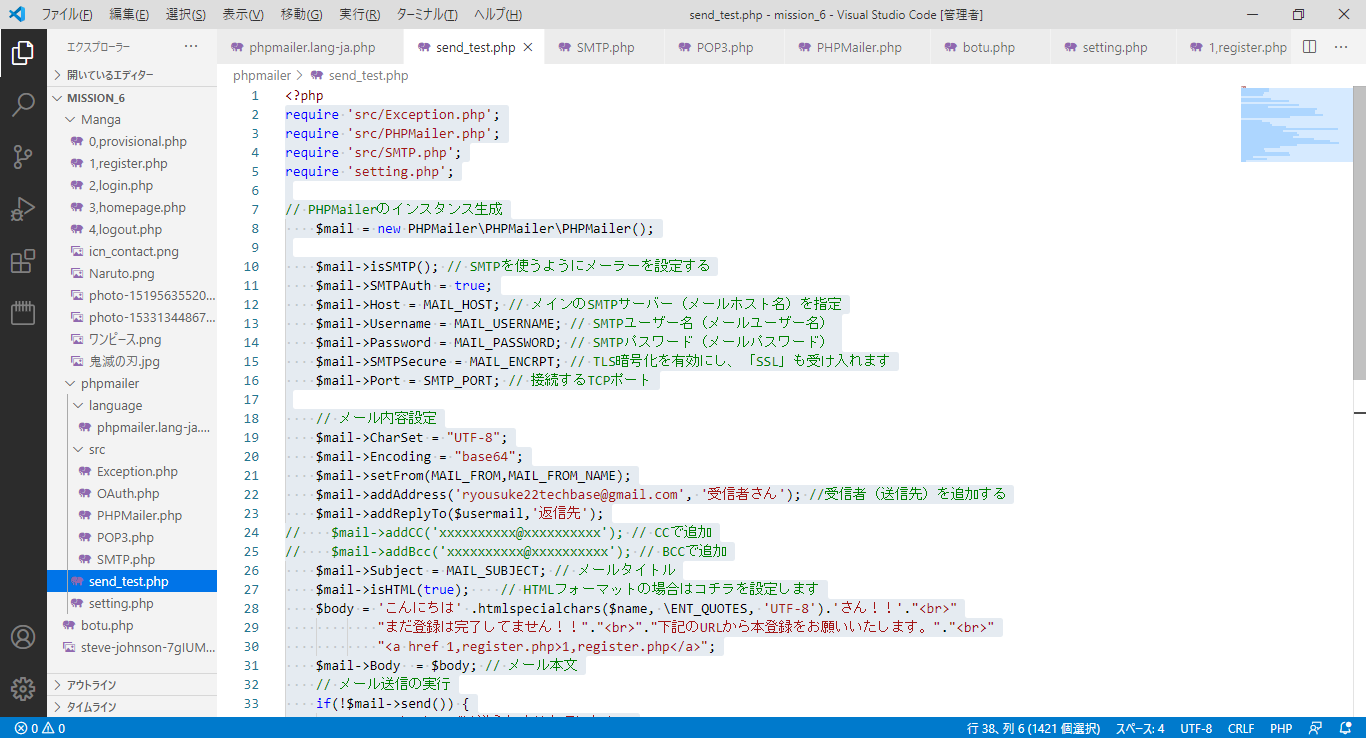 ファイル(F) 編集(E) 選択(S) 表示(V) 移動(G) 実行(R) ターミナル(T) ヘルプ(H) send_test.php - mission_6 - Visual Studio Code [管理者]
エクスプローラー ···
phpmailer.lang-ja.php send_test.php SMTP.php POP3.php PHPMailer.php botu.php setting.php 1,register.php ···
開いているエディター
MISSION_6
Manga
0,provisional.php
1,register.php
2,login.php
3,homepage.php
4,logout.php
icn_contact.png
Naruto.png
photo-15195635520...
photo-15331344867...
ワンピース.png
鬼滅の刃.jpg
phpmailer
language
phpmailer.lang-ja....
src
Exception.php
OAuth.php
PHPMailer.php
POP3.php
SMTP.php
send_test.php
setting.php
botu.php
steve-johnson-7gIUM...
アウトライン
タイムライン
phpmailer > send_test.php
1 <?php
2 require 'src/Exception.php';
3 require 'src/PHPMailer.php';
4 require 'src/SMTP.php';
5 require 'setting.php';
6
7 // PHPMailerのインスタンス生成
8 $mail = new PHPMailer\PHPMailer\PHPMailer();
9
10 $mail->isSMTP(); // SMTPを使うようにメーラーを設定する
11 $mail->SMTPAuth = true;
12 $mail->Host = MAIL_HOST; // メインのSMTPサーバー（メールホスト名）を指定
13 $mail->Username = MAIL_USERNAME; // SMTPユーザー名（メールユーザー名）
14 $mail->Password = MAIL_PASSWORD; // SMTPパスワード（メールパスワード）
15 $mail->SMTPSecure = MAIL_ENCRPT; // TLS暗号化を有効にし、「SSL」も受け入れます
16 $mail->Port = SMTP_PORT; // 接続するTCPポート
17
18 // メール内容設定
19 $mail->CharSet = "UTF-8";
20 $mail->Encoding = "base64";
21 $mail->setFrom(MAIL_FROM,MAIL_FROM_NAME);
22 $mail->addAddress('ryousuke22techbase@gmail.com', '受信者さん'); //受信者（送信先）を追加する
23 $mail->addReplyTo($usermail,'返信先');
24 // $mail->addCC('xxxxxxxxxx@xxxxxxxxxx'); // CCで追加
25 // $mail->addBcc('xxxxxxxxxx@xxxxxxxxxx'); // BCCで追加
26 $mail->Subject = MAIL_SUBJECT; // メールタイトル
27 $mail->isHTML(true); // HTMLフォーマットの場合はコチラを設定します
28 $body = 'こんにちは' .htmlspecialchars($name, \ENT_QUOTES, 'UTF-8').'さん！！'."<br>"
29 "まだ登録は完了してません！！"."<br>"."下記のURLから本登録をお願いいたします。"."<br>"
30 "<a href 1,register.php>1,register.php</a>";
31 $mail->Body = $body; // メール本文
32 // メール送信の実行
33 if(!$mail->send()) {
0 0 行 38、列 6 (1421 個選択) スペース: 4 UTF-8 CRLF PHP